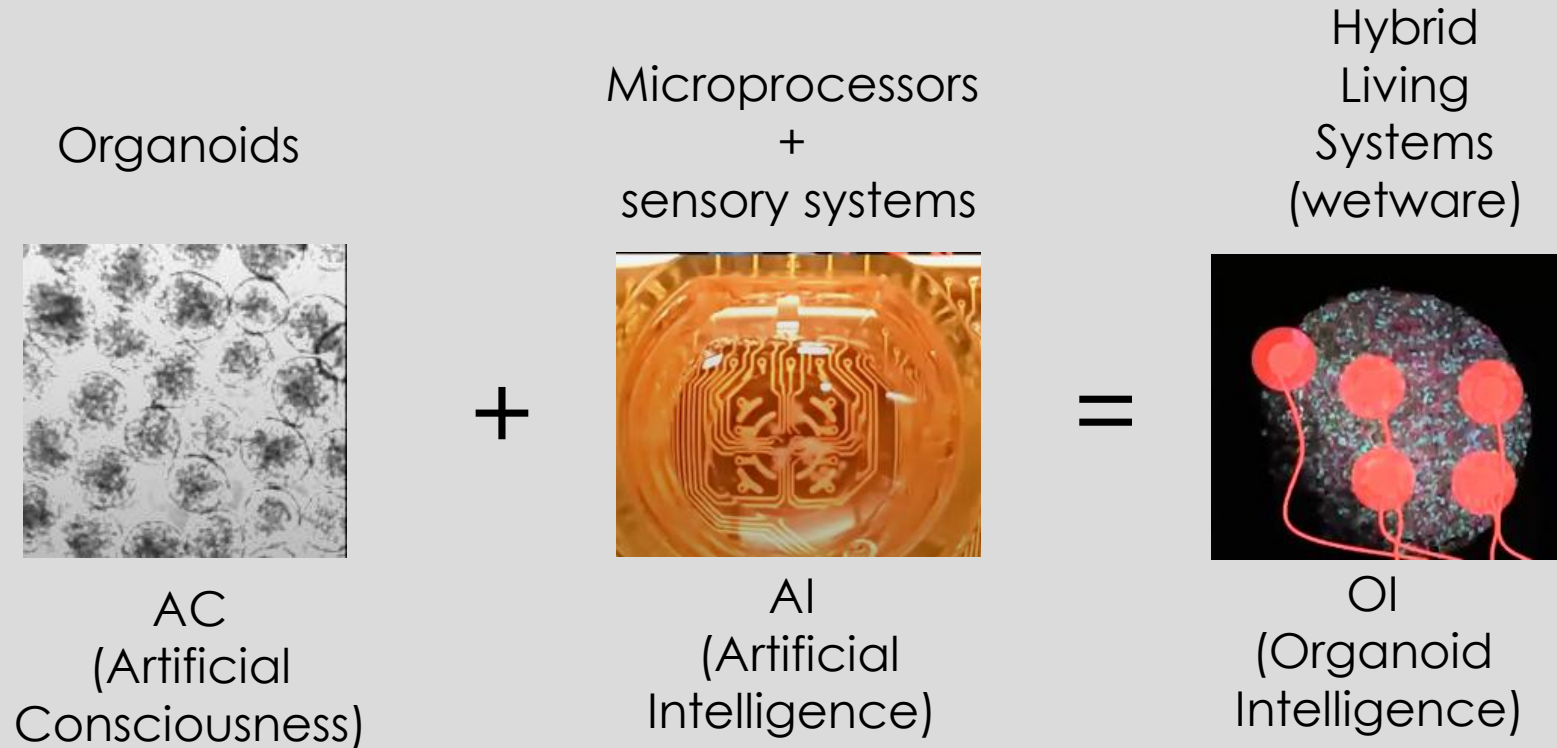 Organoids
Microprocessors
+
sensory systems
Hybrid
Living
Systems
(wetware)
+
=
AC
(Artificial
Consciousness)
AI
(Artificial
Intelligence)
OI
(Organoid
Intelligence)